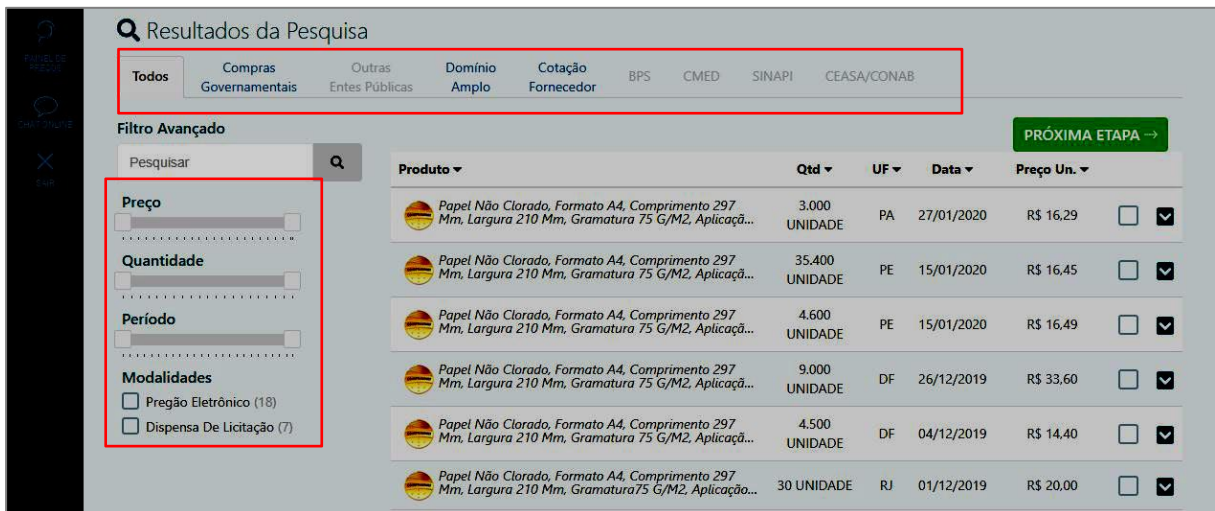 Resultados da Pesquisa
Todos
Compras
Governamentais
Outras
Entes Públicas
Domínio
Amplo
Cotação
Fornecedor
BPS
CMED
SINAPI
CEASA/CONAB
PAINEL DE
PREÇOS
CHAT ONLINE
SAIR
Filtro Avançado
Pesquisar
Preço
Quantidade
Período
Modalidades
Pregão Eletrônico (18)
Dispensa De Licitação (7)
PRÓXIMA ETAPA →
Produto Qtd UF Data Preço Un.
Papel Não Clorado, Formato A4, Comprimento 297
Mm, Largura 210 Mm, Gramatura 75 G/M2, Aplicaçã...
3.000
UNIDADE
PA 27/01/2020 R$ 16,29
Papel Não Clorado, Formato A4, Comprimento 297
Mm, Largura 210 Mm, Gramatura 75 G/M2, Aplicaçã...
35.400
UNIDADE
PE 15/01/2020 R$ 16,45
Papel Não Clorado, Formato A4, Comprimento 297
Mm, Largura 210 Mm, Gramatura 75 G/M2, Aplicaçã...
4.600
UNIDADE
PE 15/01/2020 R$ 16,49
Papel Não Clorado, Formato A4, Comprimento 297
Mm, Largura 210 Mm, Gramatura 75 G/M2, Aplicaçã...
9.000
UNIDADE
DF 26/12/2019 R$ 33,60
Papel Não Clorado, Formato A4, Comprimento 297
Mm, Largura 210 Mm, Gramatura 75 G/M2, Aplicaçã...
4.500
UNIDADE
DF 04/12/2019 R$ 14,40
Papel Não Clorado, Formato A4, Comprimento 297
Mm, Largura 210 Mm, Gramatura75 G/M2, Aplicação...
30 UNIDADE RJ 01/12/2019 R$ 20,00